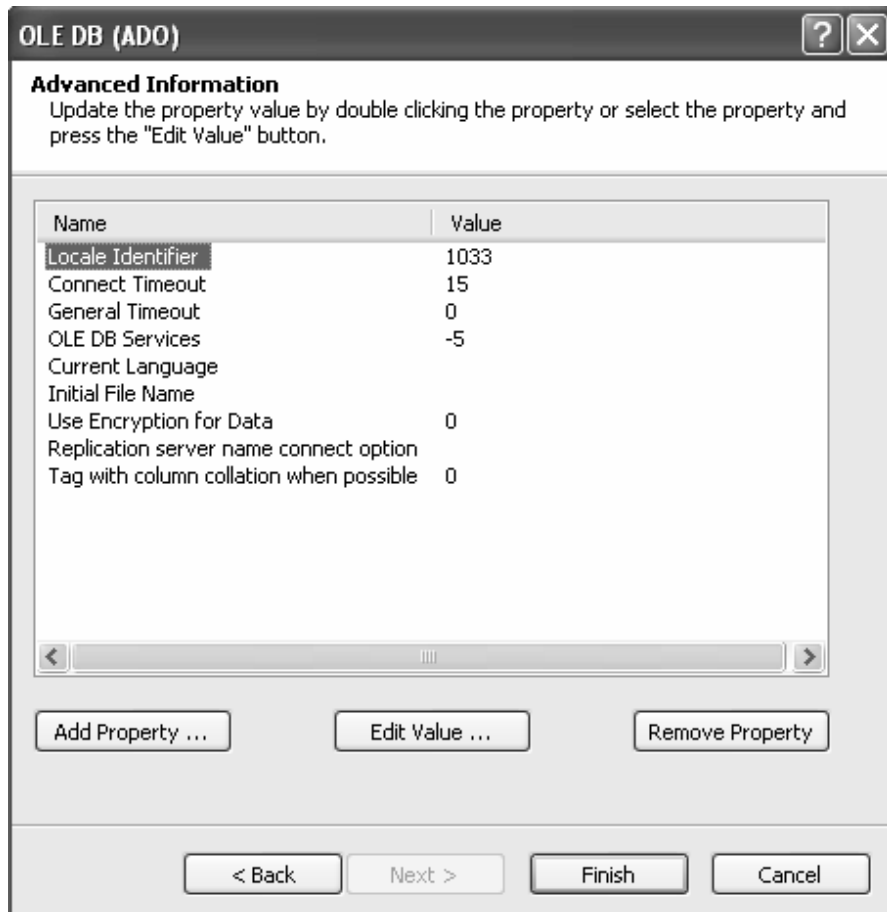 OLE DB (ADO)
Advanced Information
Update the property value by double clicking the property or select the property and
press the "Edit Value" button.
Name Value
Locale Identifier 1033
Connect Timeout 15
General Timeout 0
OLE DB Services -5
Current Language
Initial File Name
Use Encryption for Data 0
Replication server name connect option
Tag with column collation when possible 0
Add Property ... Edit Value ... Remove Property
< Back Next > Finish Cancel